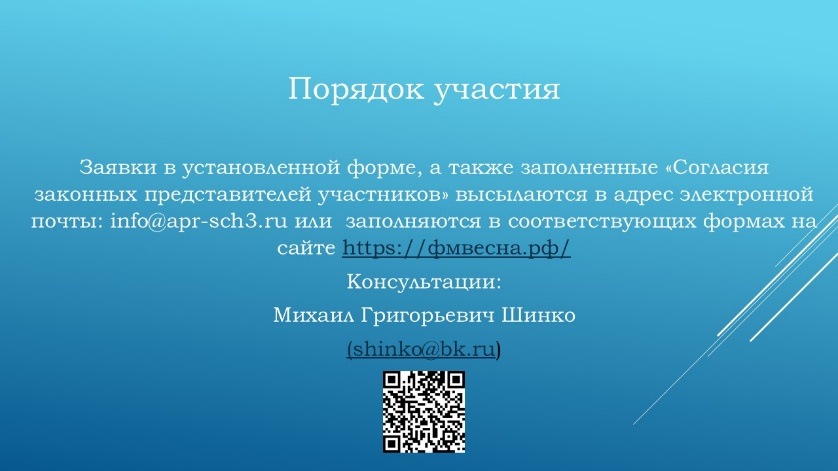 Порядок участия
Заявки в установленной форме, а также заполненные «Согласия
законных представителей участников» высылаются в адрес электронной
почты: info@apr-sch3.ru или заполняются в соответствующих формах на
сайте https://фмвесна.рф/
Консультации:
Михаил Григорьевич Шинко
(shinko@bk.ru)